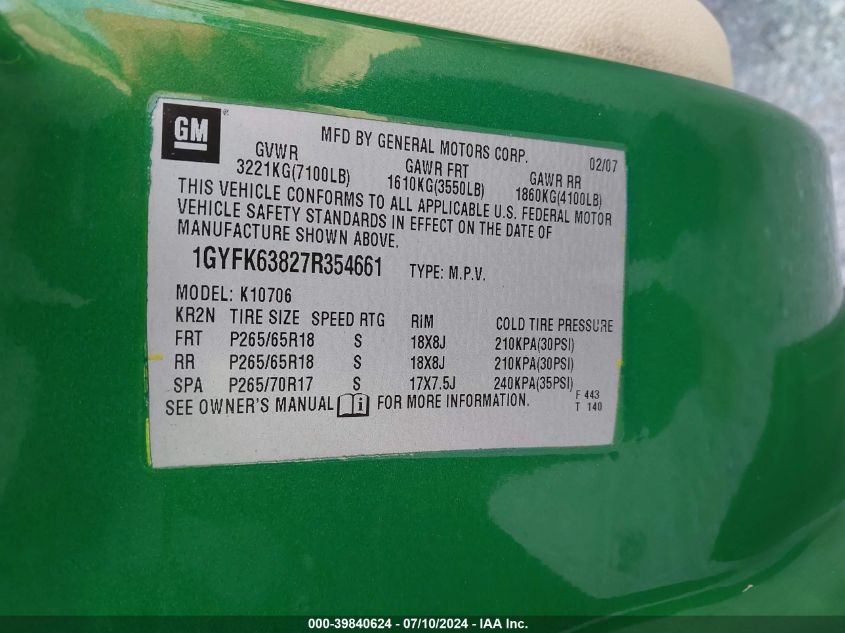 GM ®
MFD BY GENERAL MOTORS CORP. 02/07
GVWR GAWR FRT GAWR RR
3221KG(7100LB) 1610KG(3550LB) 1860KG(4100LB)
THIS VEHICLE CONFORMS TO ALL APPLICABLE U.S. FEDERAL MOTOR
VEHICLE SAFETY STANDARDS IN EFFECT ON THE DATE OF
MANUFACTURE SHOWN ABOVE.
1GYFK63827R354661 TYPE: M.P.V.
MODEL: K10706
KR2N TIRE SIZE SPEED RTG RIM COLD TIRE PRESSURE
FRT P265/65R18 S 18X8J 210KPA(30PSI)
RR P265/65R18 S 18X8J 210KPA(30PSI)
SPA P265/70R17 S 17X7.5J 240KPA(35PSI)
SEE OWNER'S MANUAL i FOR MORE INFORMATION. F 443
T 140
000-39840624 - 07/10/2024 - IAA Inc.